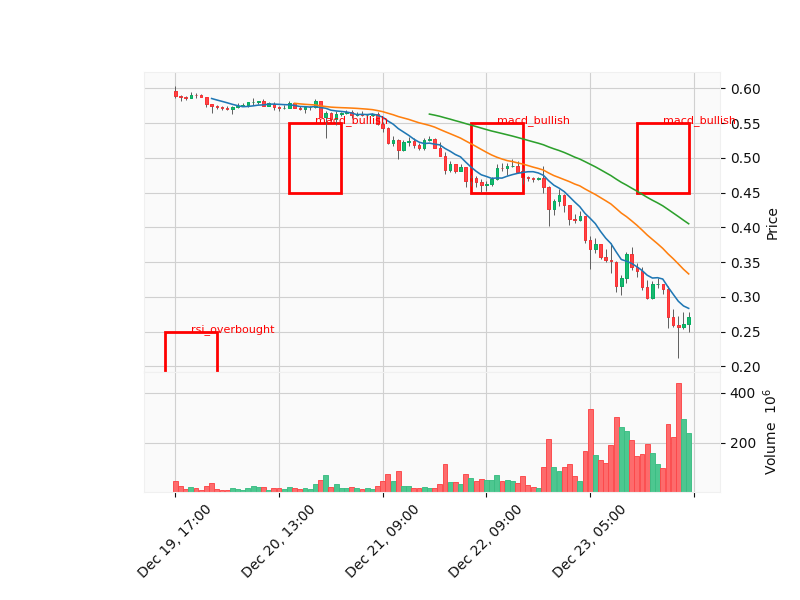 0.60
macd_bullish
macd_bullish
macd_bullish
0.55
0.50
0.45
0.40
0.35
0.30
rsi_overbought
0.25
0.20
Price
400
200
Volume 10^6
Dec 19, 17:00
Dec 20, 13:00
Dec 21, 09:00
Dec 22, 09:00
Dec 23, 05:00